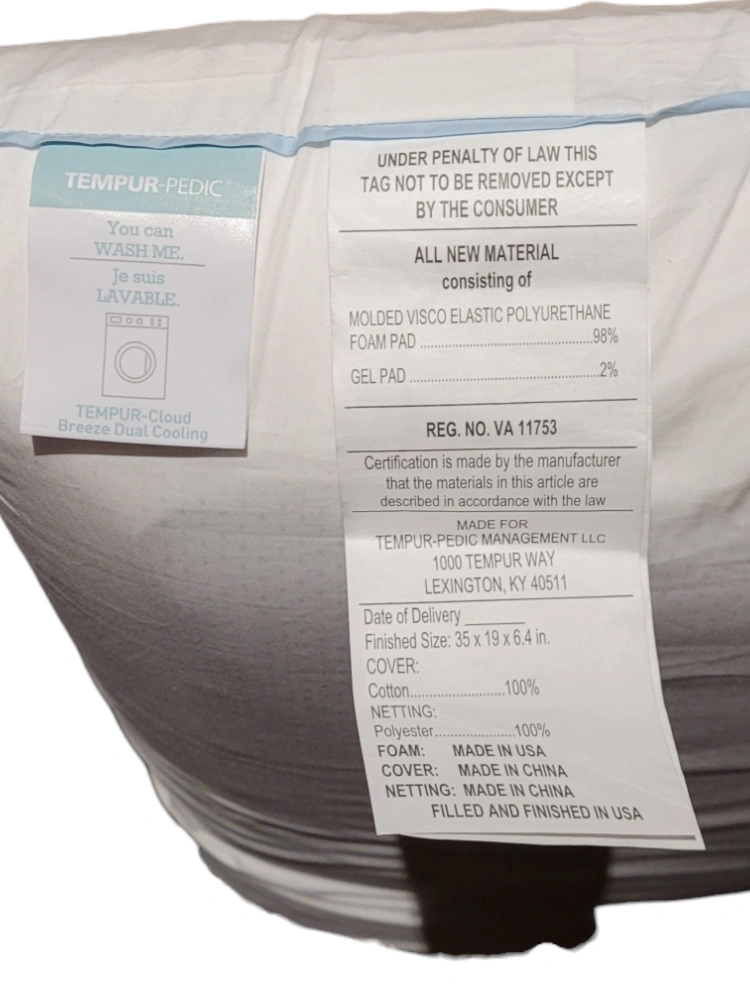 TEMPUR-PEDIC
You can
WASH ME.
Je suis
LAVABLE.
TEMPUR-Cloud
Breeze Dual Cooling
UNDER PENALTY OF LAW THIS
TAG NOT TO BE REMOVED EXCEPT
BY THE CONSUMER
ALL NEW MATERIAL
consisting of
MOLDED VISCO ELASTIC POLYURETHANE
FOAM PAD ....................................98%
GEL PAD .......................................2%
REG. NO. VA 11753
Certification is made by the manufacturer
that the materials in this article are
described in accordance with the law
MADE FOR
TEMPUR-PEDIC MANAGEMENT LLC
1000 TEMPUR WAY
LEXINGTON, KY 40511
Date of Delivery _______
Finished Size: 35 x 19 x 6.4 in.
COVER:
Cotton.......................100%
NETTING:
Polyester...................100%
FOAM: MADE IN USA
COVER: MADE IN CHINA
NETTING: MADE IN CHINA
FILLED AND FINISHED IN USA